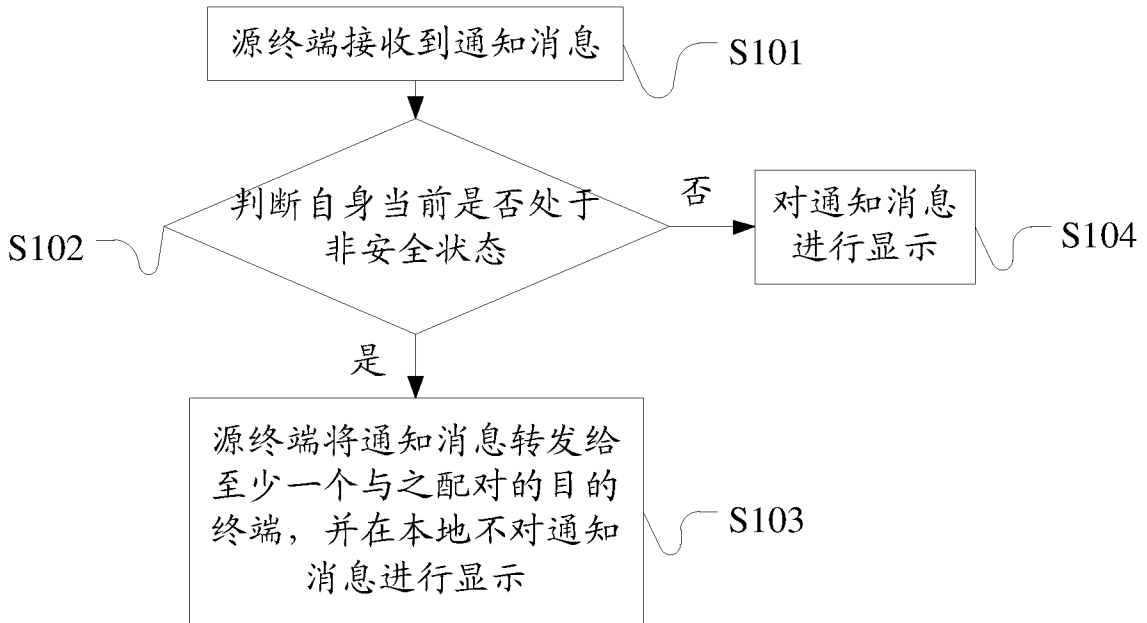 源终端接收到通知消息
S101
判断自身当前是否处于
非安全状态
S102
否
对通知消息
进行显示
S104
是
源终端将通知消息转发给
至少一个与之配对的目的
终端，并在本地不对通知
消息进行显示
S103